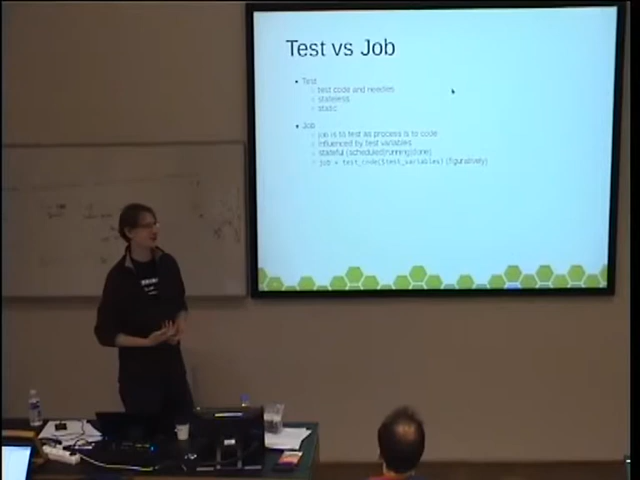 Test vs Job
Test
test code and needles
stateless
static
Job
job is to test as process is to code
influenced by test variables
stateful (scheduled|running|done)
job = test_code($test_variables) (figuratively)